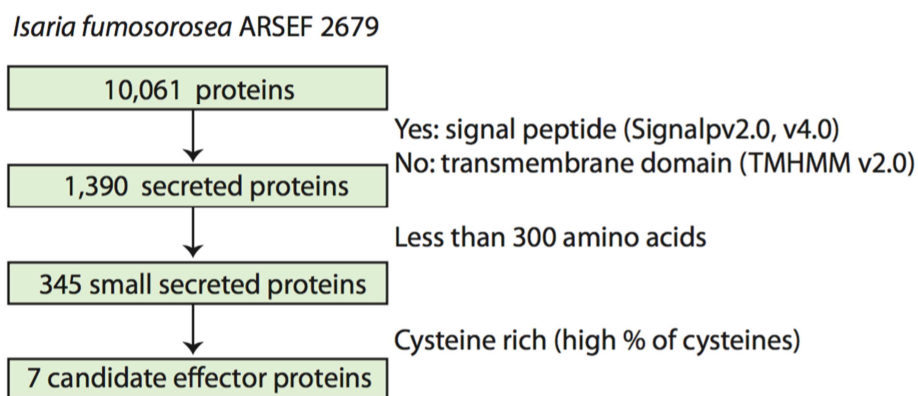 Isaria fumosorosea ARSEF 2679
10,061 proteins
Yes: signal peptide (Signalpv2.0, v4.0)
No: transmembrane domain (TMHMM v2.0)
1,390 secreted proteins
Less than 300 amino acids
345 small secreted proteins
Cysteine rich (high % of cysteines)
7 candidate effector proteins